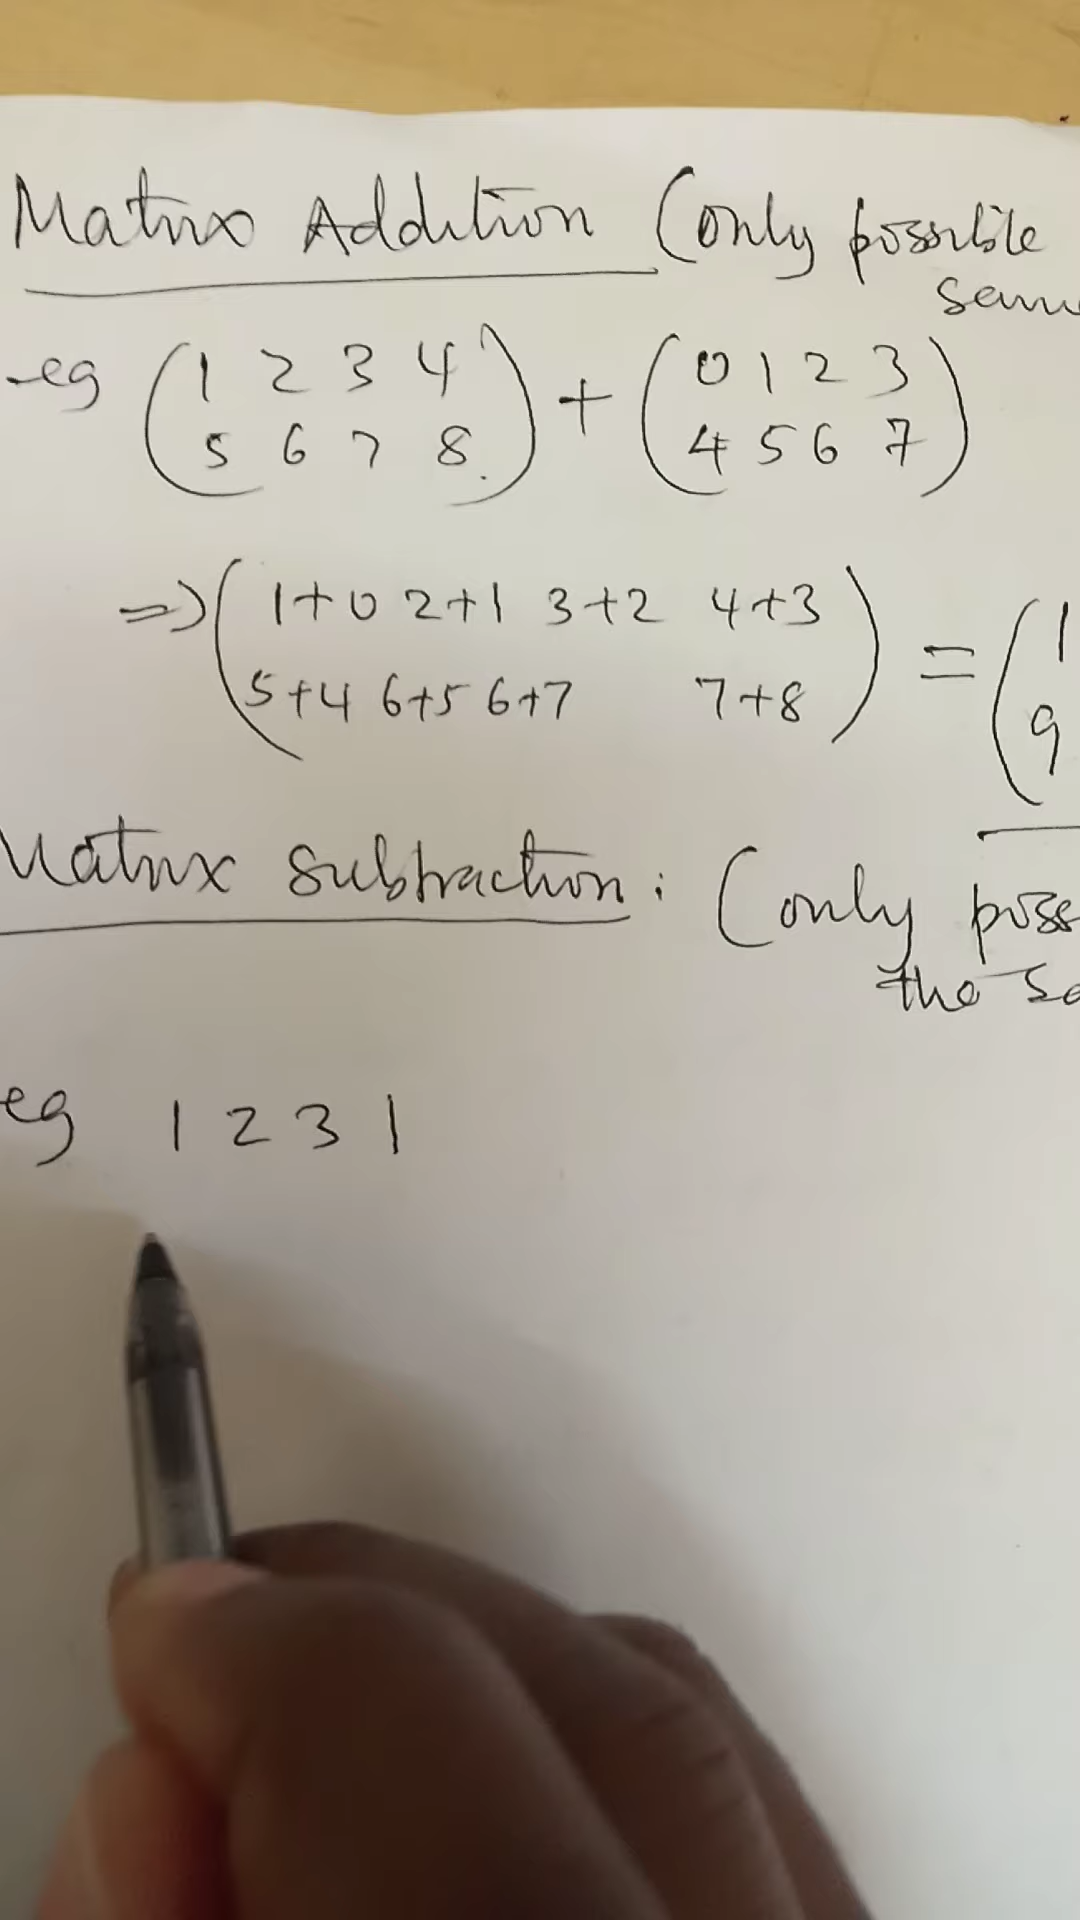 Matrix Addition (only possible
same
eg (1 2 3 4) + (0 1 2 3)
(5 6 7 8) (4 5 6 7)
=> (1+0 2+1 3+2 4+3) = (1
(5+4 6+5 6+7 7+8) (9
Matrix Subtraction: (only poss
the sa
eg 1 2 3 1